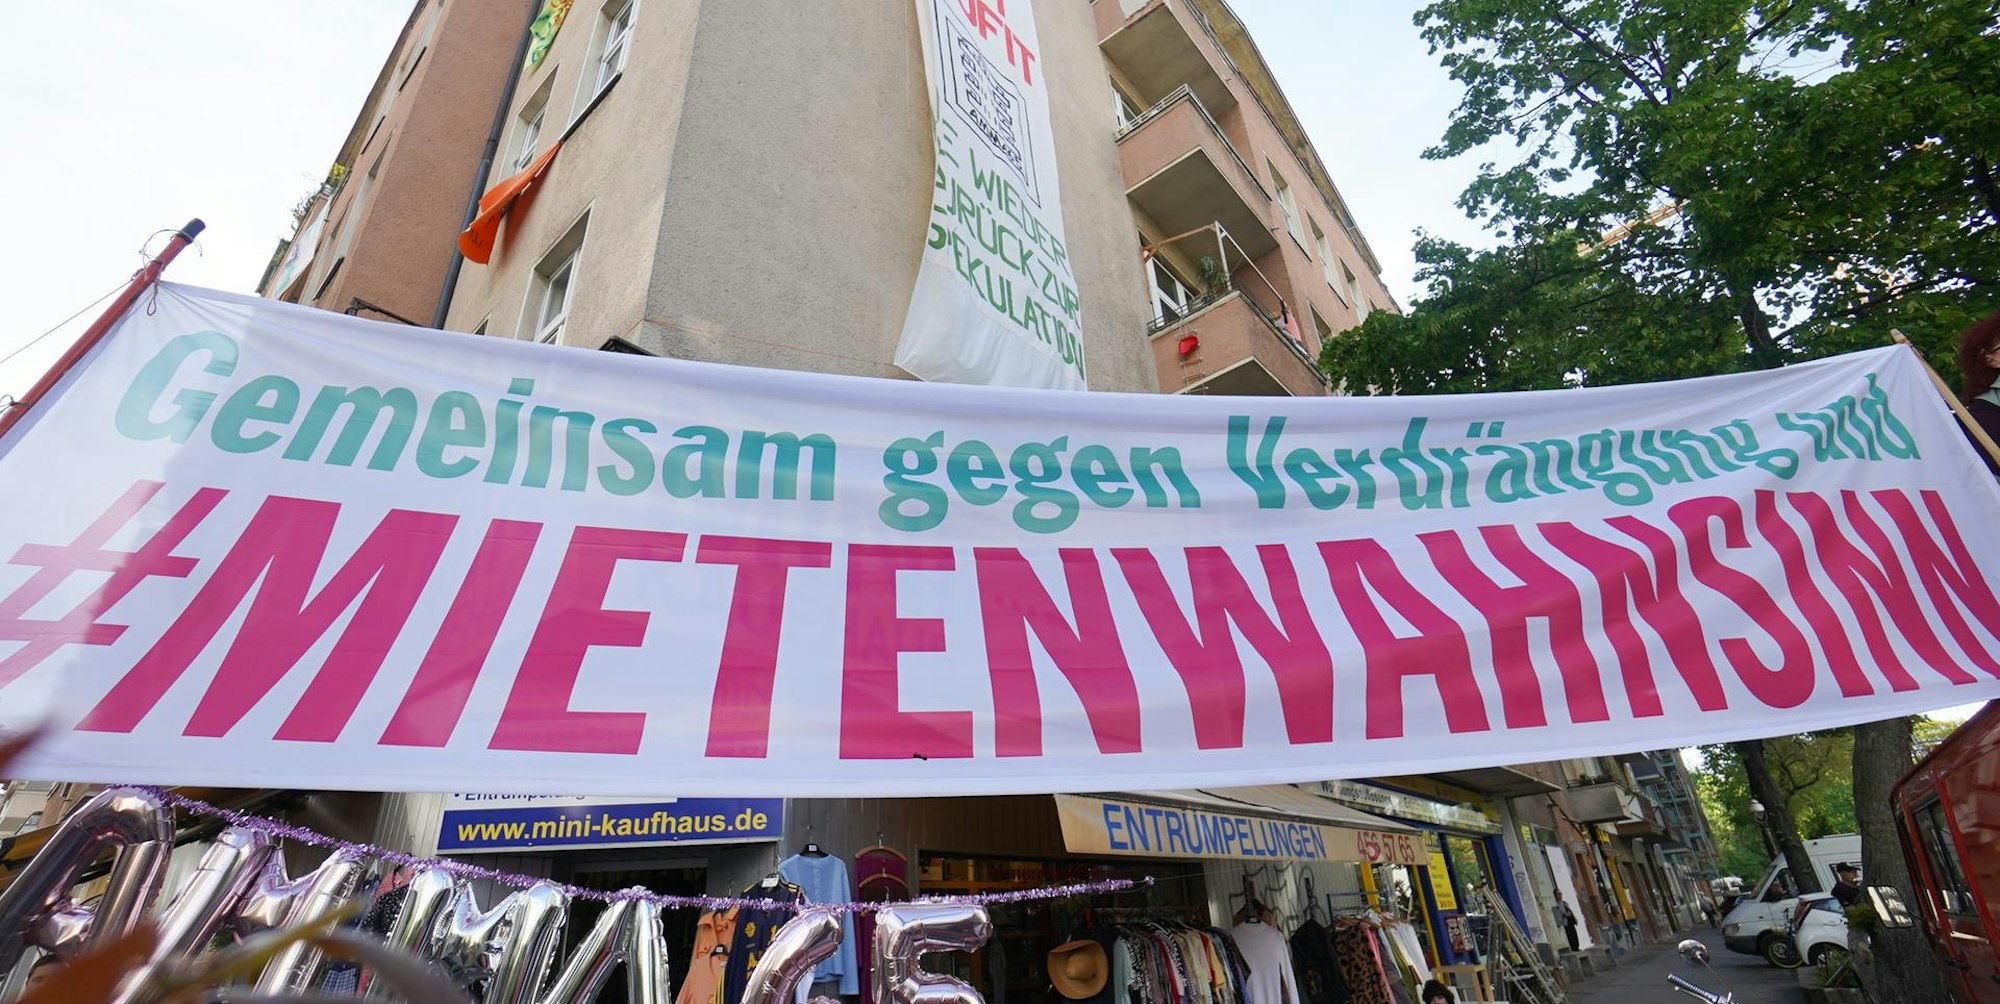 WIEDER
ZURÜCK ZUR
SPEKULATION
Gemeinsam gegen Verdrängung und
#MIETENWAHNSINN
www.mini-kaufhaus.de
ENTRÜMPELUNGEN